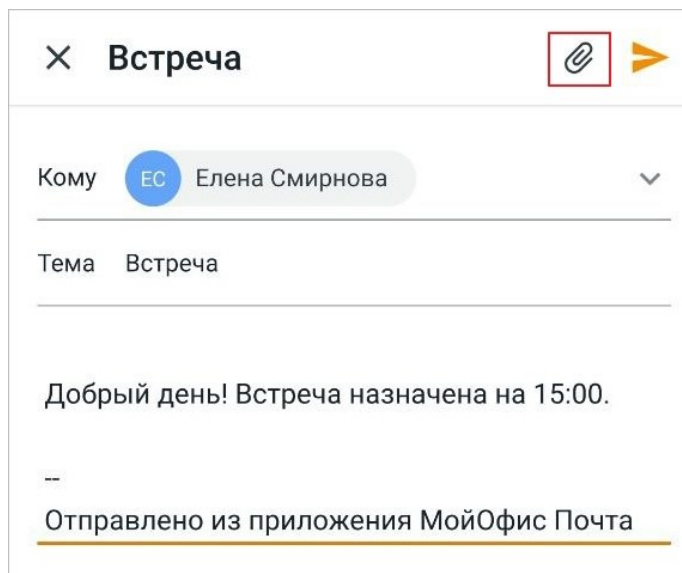 Встреча
Кому ЕС Елена Смирнова
Тема Встреча
Добрый день! Встреча назначена на 15:00.
--
Отправлено из приложения МойОфис Почта